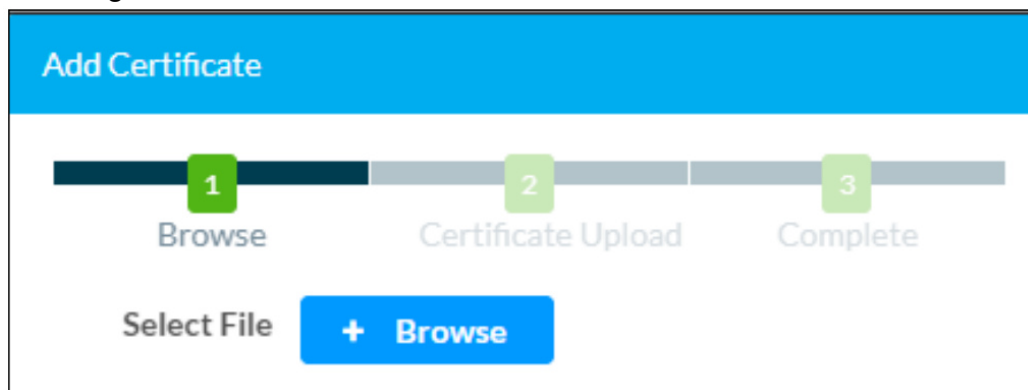 Add Certificate
1 2 3
Browse Certificate Upload Complete
Select File + Browse